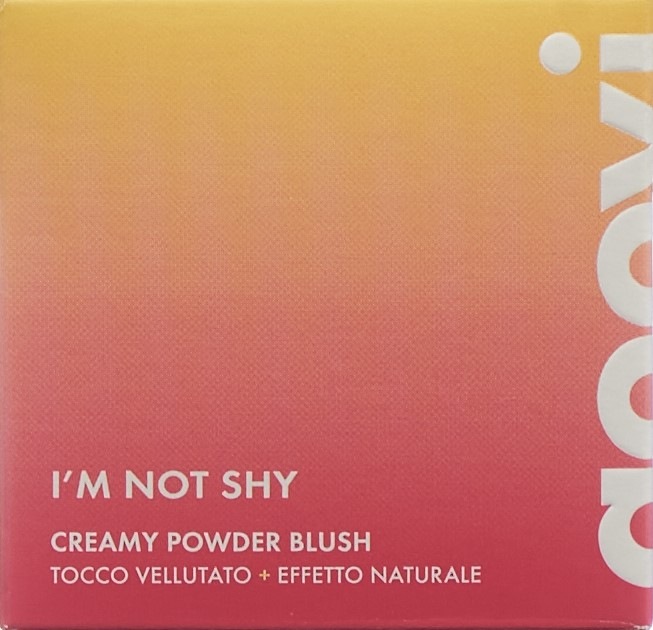 I'M NOT SHY
CREAMY POWDER BLUSH
TOCCO VELLUTATO + EFFETTO NATURALE
goovi